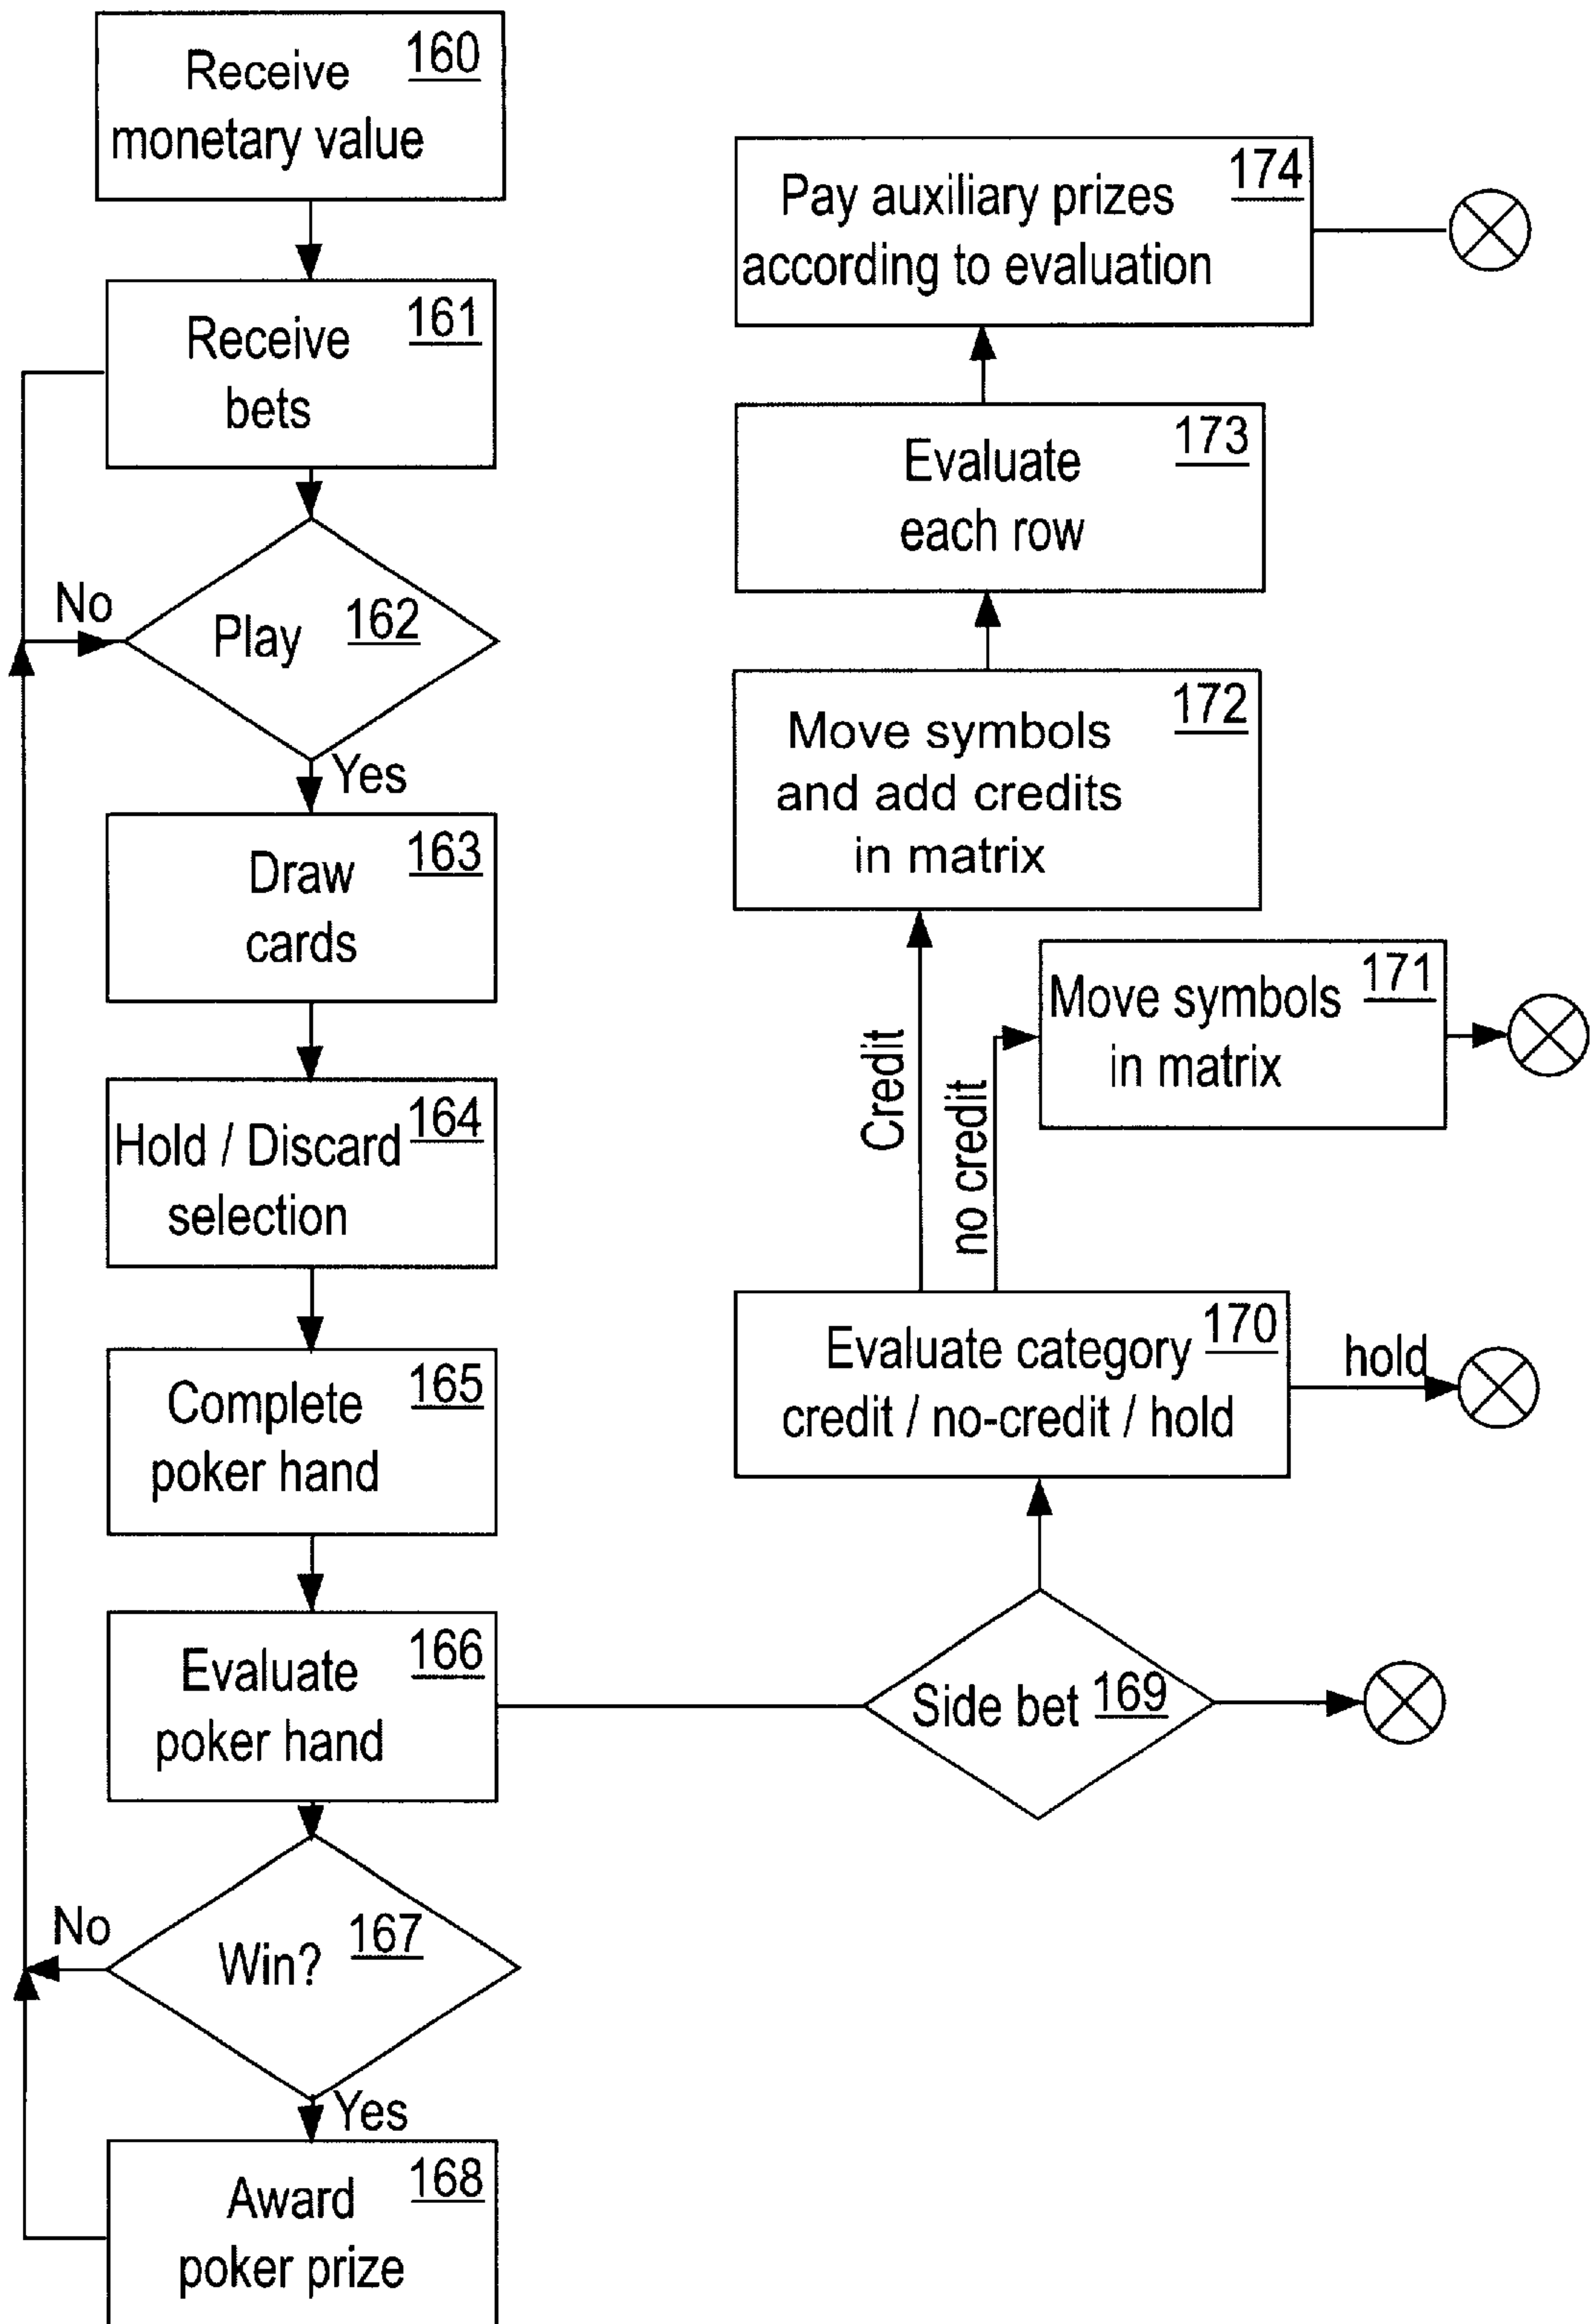 Receive 160
monetary value
Receive 161
bets
No
Play 162
Yes
Draw 163
cards
Hold / Discard 164
selection
Complete 165
poker hand
Evaluate 166
poker hand
No
Win? 167
Yes
Award 168
poker prize
Pay auxiliary prizes 174
according to evaluation
Evaluate 173
each row
Move symbols 172
and add credits
in matrix
Move symbols 171
in matrix
Credit
no credit
Evaluate category 170
credit / no-credit / hold
hold
Side bet 169